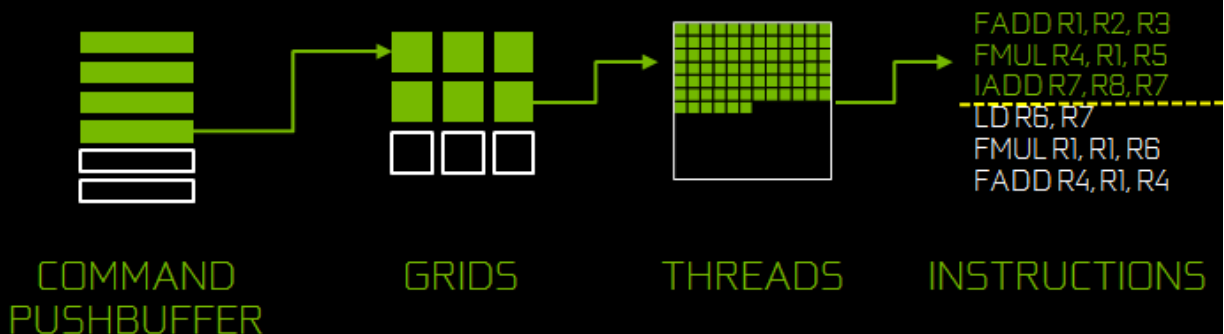 FADD R1, R2, R3
FMUL R4, R1, R5
IADD R7, R8, R7
LD R6, R7
FMUL R1, R1, R6
FADD R4, R1, R4
COMMAND
PUSHBUFFER
GRIDS
THREADS
INSTRUCTIONS